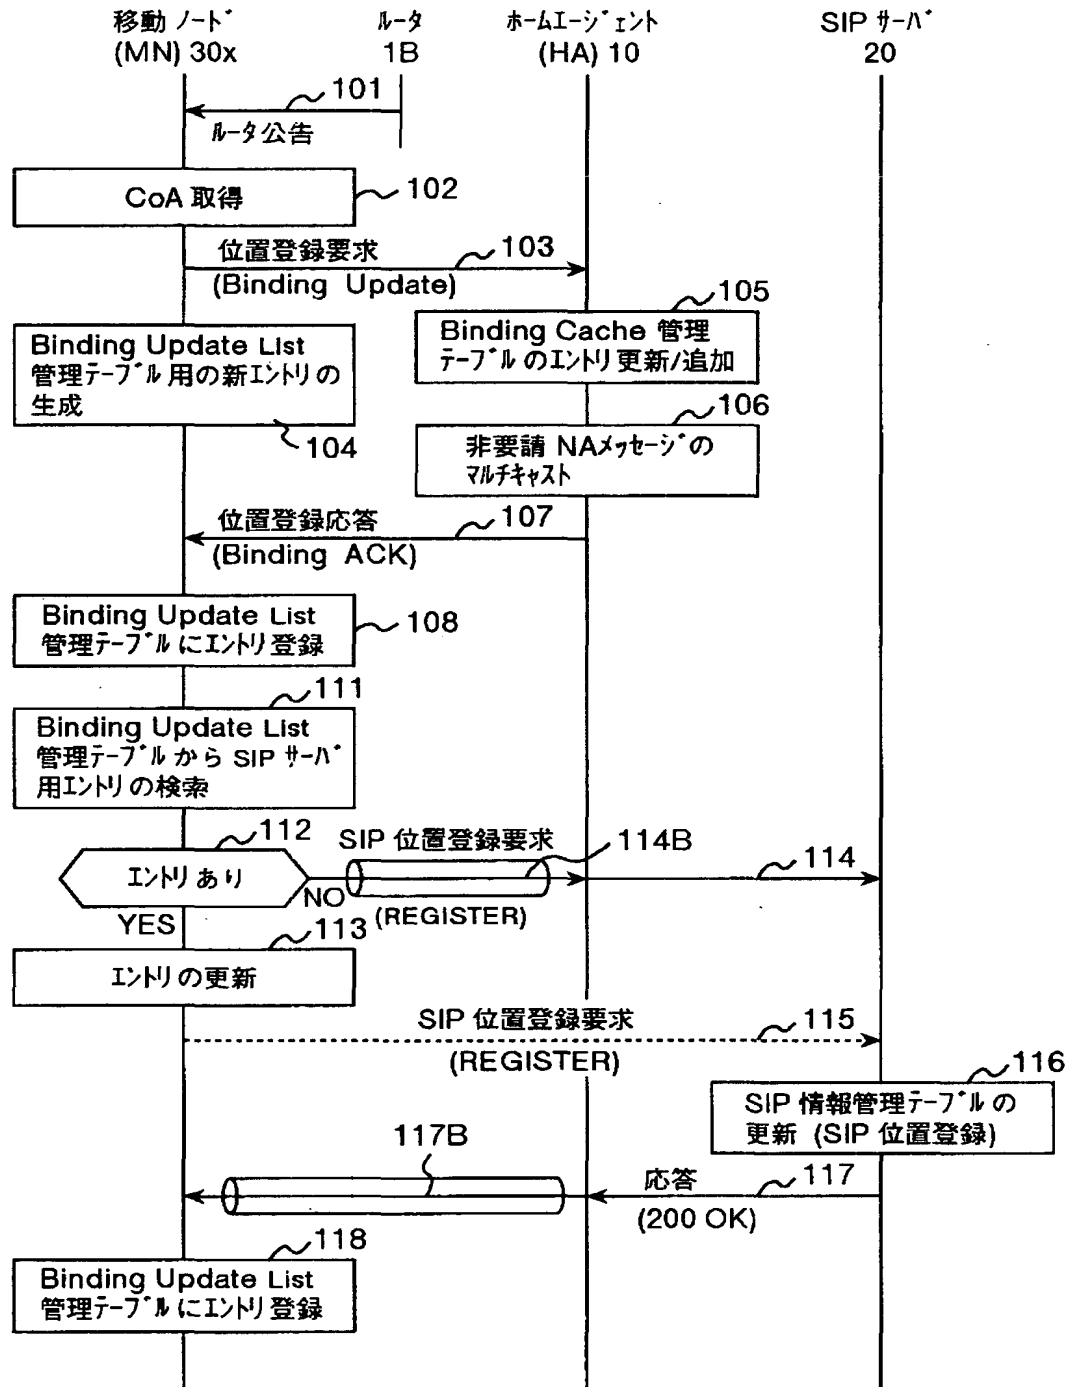 移動ノード
(MN) 30x
ルータ
1B
ホームエージェント
(HA) 10
SIP サーバ
20
101
ルータ公告
CoA 取得
102
位置登録要求
103
(Binding Update)
105
Binding Cache 管理
テーブルのエントリ更新/追加
Binding Update List
管理テーブル用の新エントリの
生成
104
106
非要請 NAメッセージの
マルチキャスト
位置登録応答
107
(Binding ACK)
Binding Update List
管理テーブルにエントリ登録
108
111
Binding Update List
管理テーブルから SIP サーバ
用エントリの検索
112
エントリあり
SIP 位置登録要求
114B
114
NO
(REGISTER)
YES
113
エントリの更新
SIP 位置登録要求
115
(REGISTER)
116
SIP 情報管理テーブルの
更新 (SIP 位置登録)
117B
応答
117
(200 OK)
118
Binding Update List
管理テーブルにエントリ登録